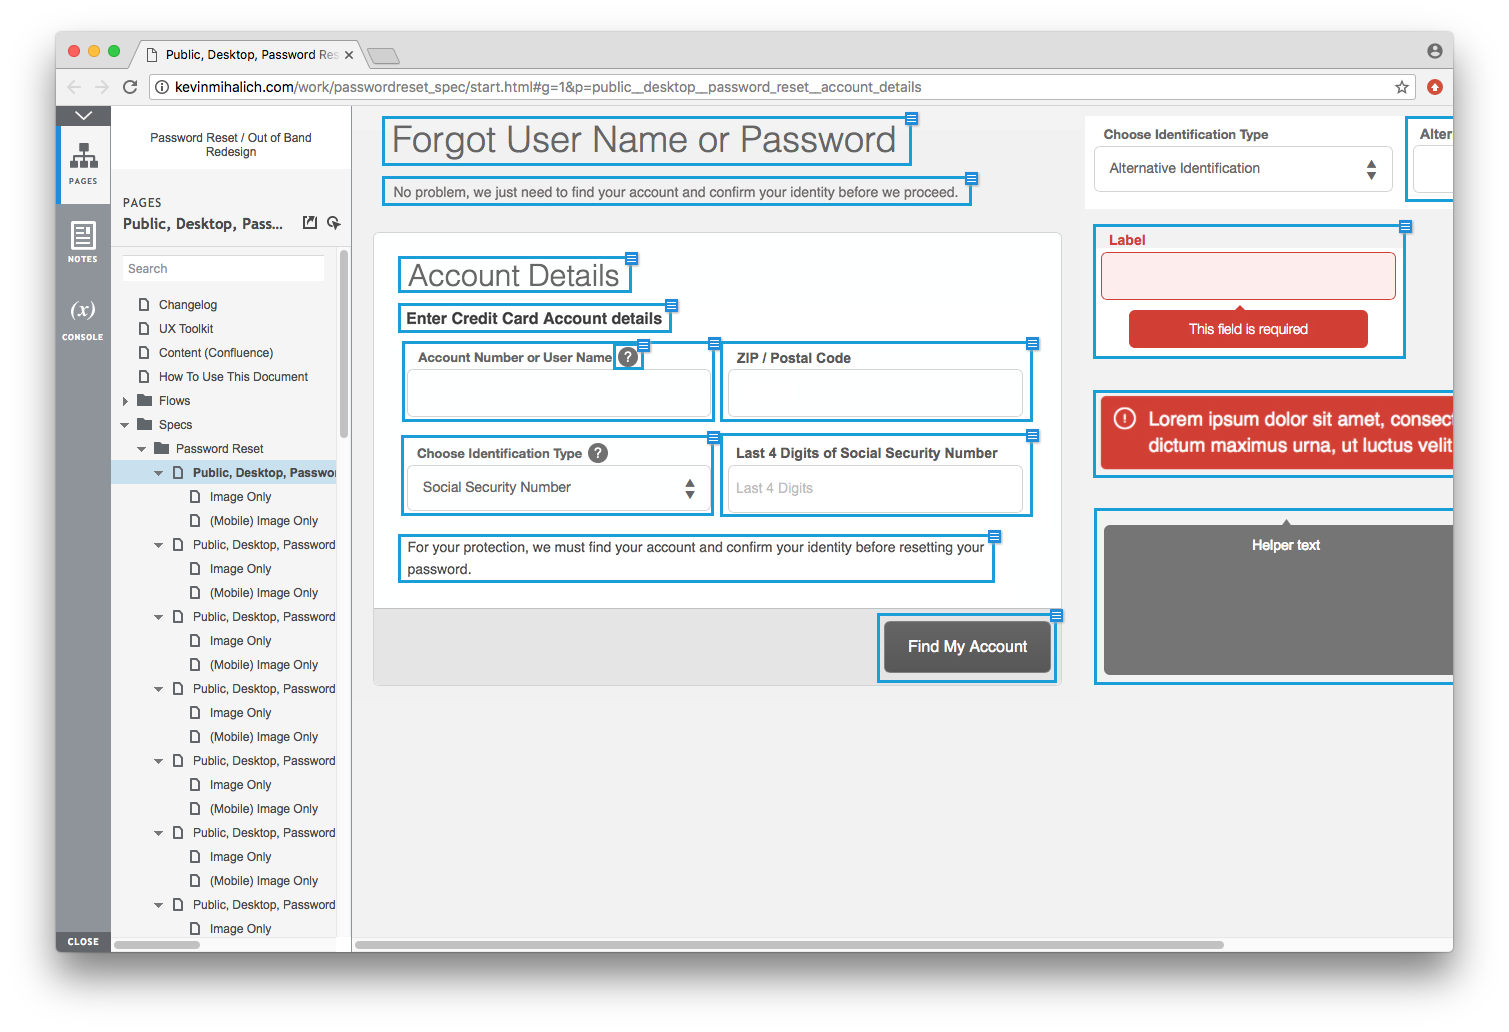 Public, Desktop, Password Res
kevinmihalich.com/work/passwordreset_spec/start.html#g=1&p=public__desktop__password_reset__account_details
PAGES
NOTES
(x)
CONSOLE
CLOSE
Password Reset / Out of Band
Redesign
PAGES
Public, Desktop, Pass...
Search
Changelog
UX Toolkit
Content (Confluence)
How To Use This Document
Flows
Specs
Password Reset
Public, Desktop, Passwo
Image Only
(Mobile) Image Only
Public, Desktop, Password
Image Only
(Mobile) Image Only
Public, Desktop, Password
Image Only
(Mobile) Image Only
Public, Desktop, Password
Image Only
(Mobile) Image Only
Public, Desktop, Password
Image Only
(Mobile) Image Only
Public, Desktop, Password
Image Only
(Mobile) Image Only
Public, Desktop, Password
Image Only
Forgot User Name or Password
No problem, we just need to find your account and confirm your identity before we proceed.
Account Details
Enter Credit Card Account details
Account Number or User Name ?
ZIP / Postal Code
Choose Identification Type ?
Social Security Number
Last 4 Digits of Social Security Number
Last 4 Digits
For your protection, we must find your account and confirm your identity before resetting your
password.
Find My Account
Choose Identification Type
Alternative Identification
Alter
Label
This field is required
Lorem ipsum dolor sit amet, consect
dictum maximus urna, ut luctus velit
Helper text